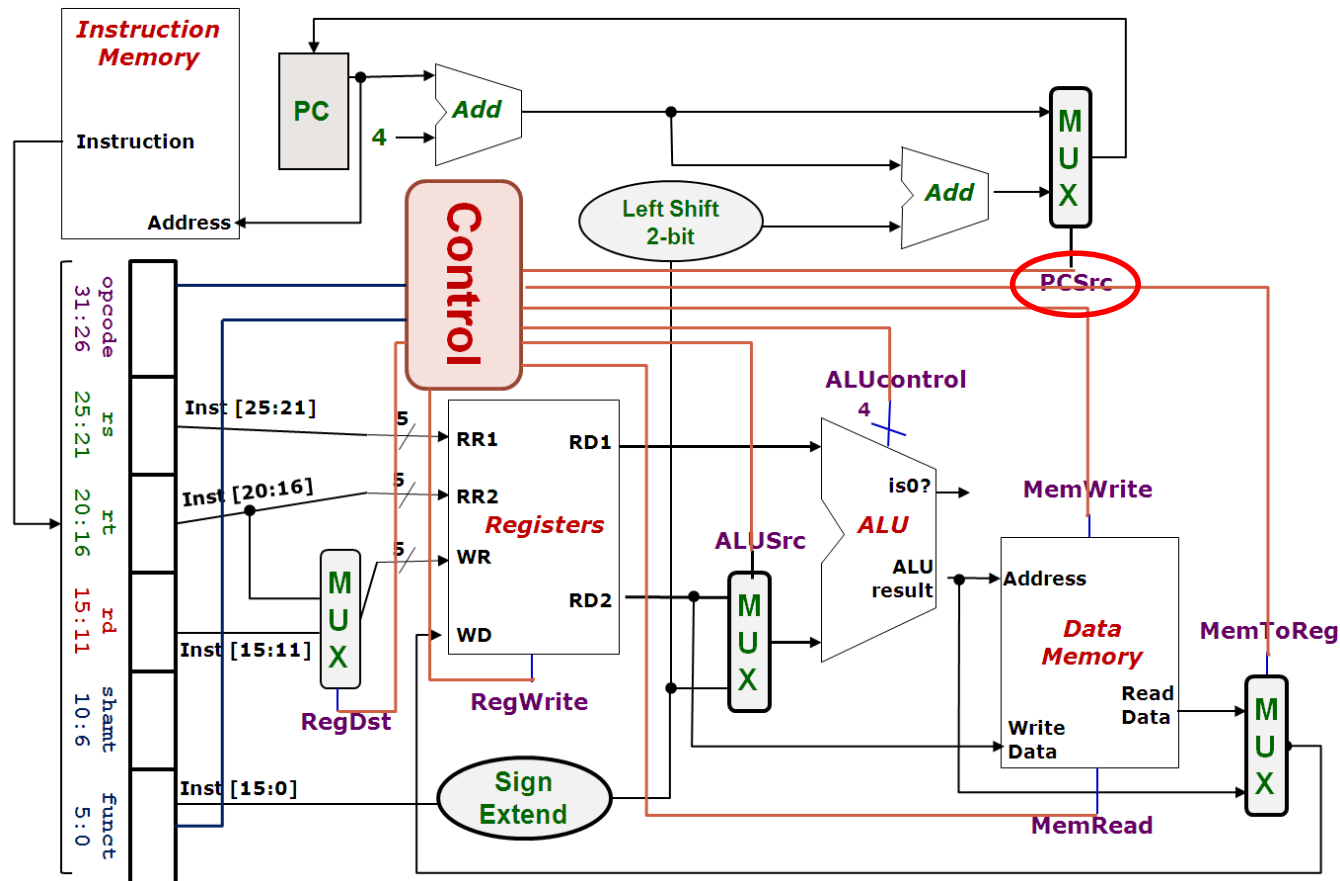 Instruction
Memory
Instruction
Address
PC
4
Add
Add
MUX
Left Shift
2-bit
Control
PCSrc
opcode
31:26
rs
25:21
rt
20:16
rd
15:11
shamt
10:6
funct
5:0
Inst [25:21]
5
Inst [20:16]
5
5
Inst [15:11]
Inst [15:0]
MUX
RegDst
RR1
RR2
WR
WD
RD1
RD2
Registers
RegWrite
Sign
Extend
ALUSrc
MUX
ALUcontrol
4
is0?
ALU
ALU
result
MemWrite
Address
Data
Memory
Read
Data
Write
Data
MemRead
MemToReg
MUX